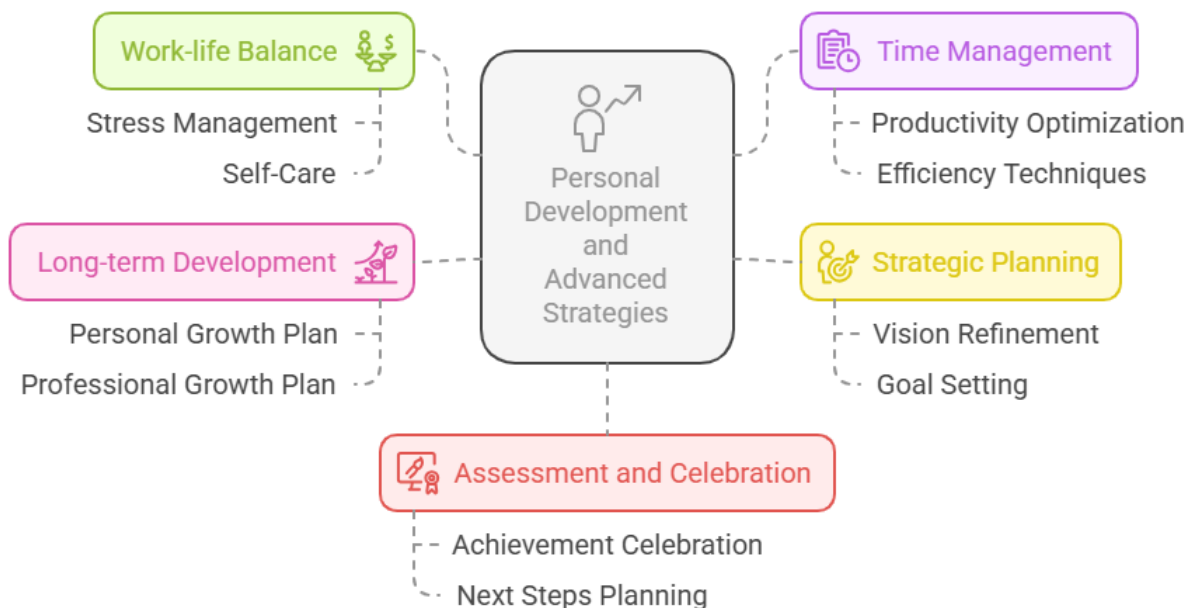 Work-life Balance
Stress Management
Self-Care
Long-term Development
Personal Growth Plan
Professional Growth Plan
Personal
Development
and
Advanced
Strategies
Time Management
Productivity Optimization
Efficiency Techniques
Strategic Planning
Vision Refinement
Goal Setting
Assessment and Celebration
Achievement Celebration
Next Steps Planning